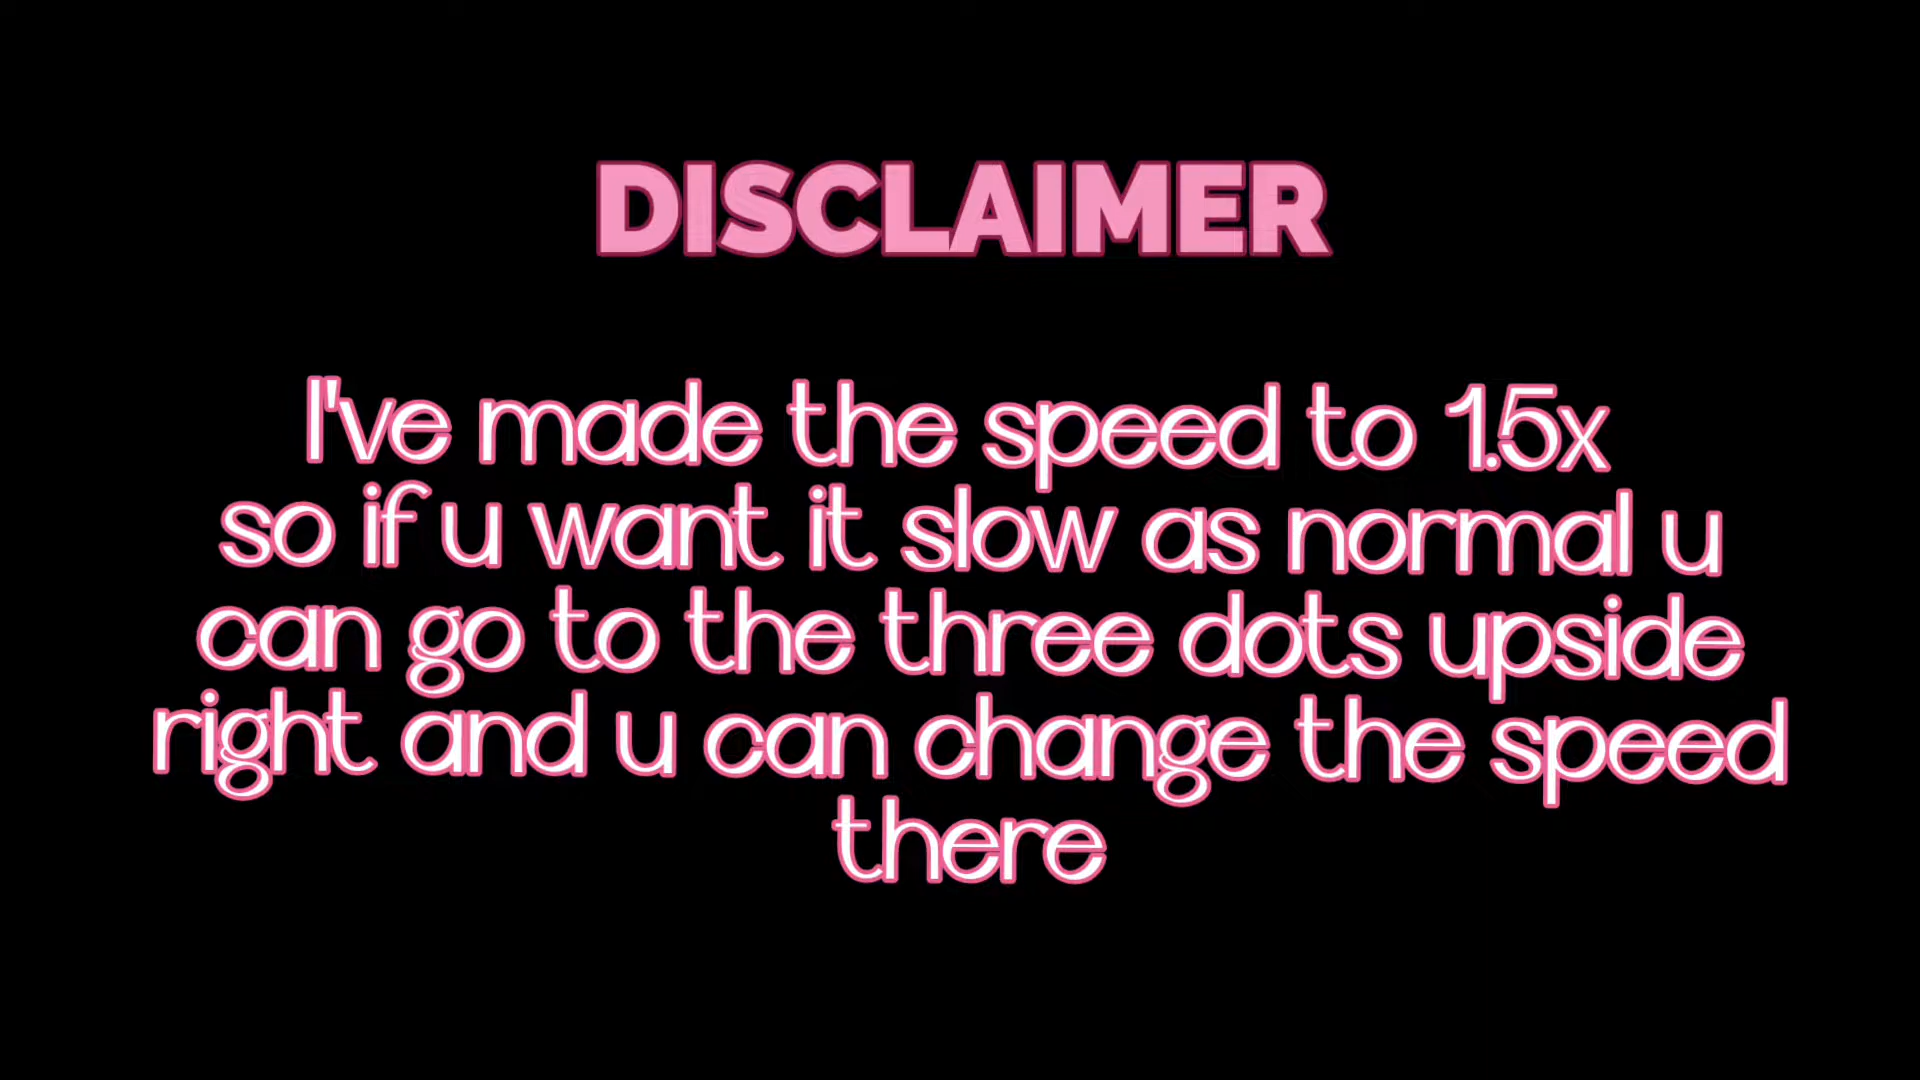 DISCLAIMER
I've made the speed to 1.5x
so if u want it slow as normal u
can go to the three dots upside
right and u can change the speed
there